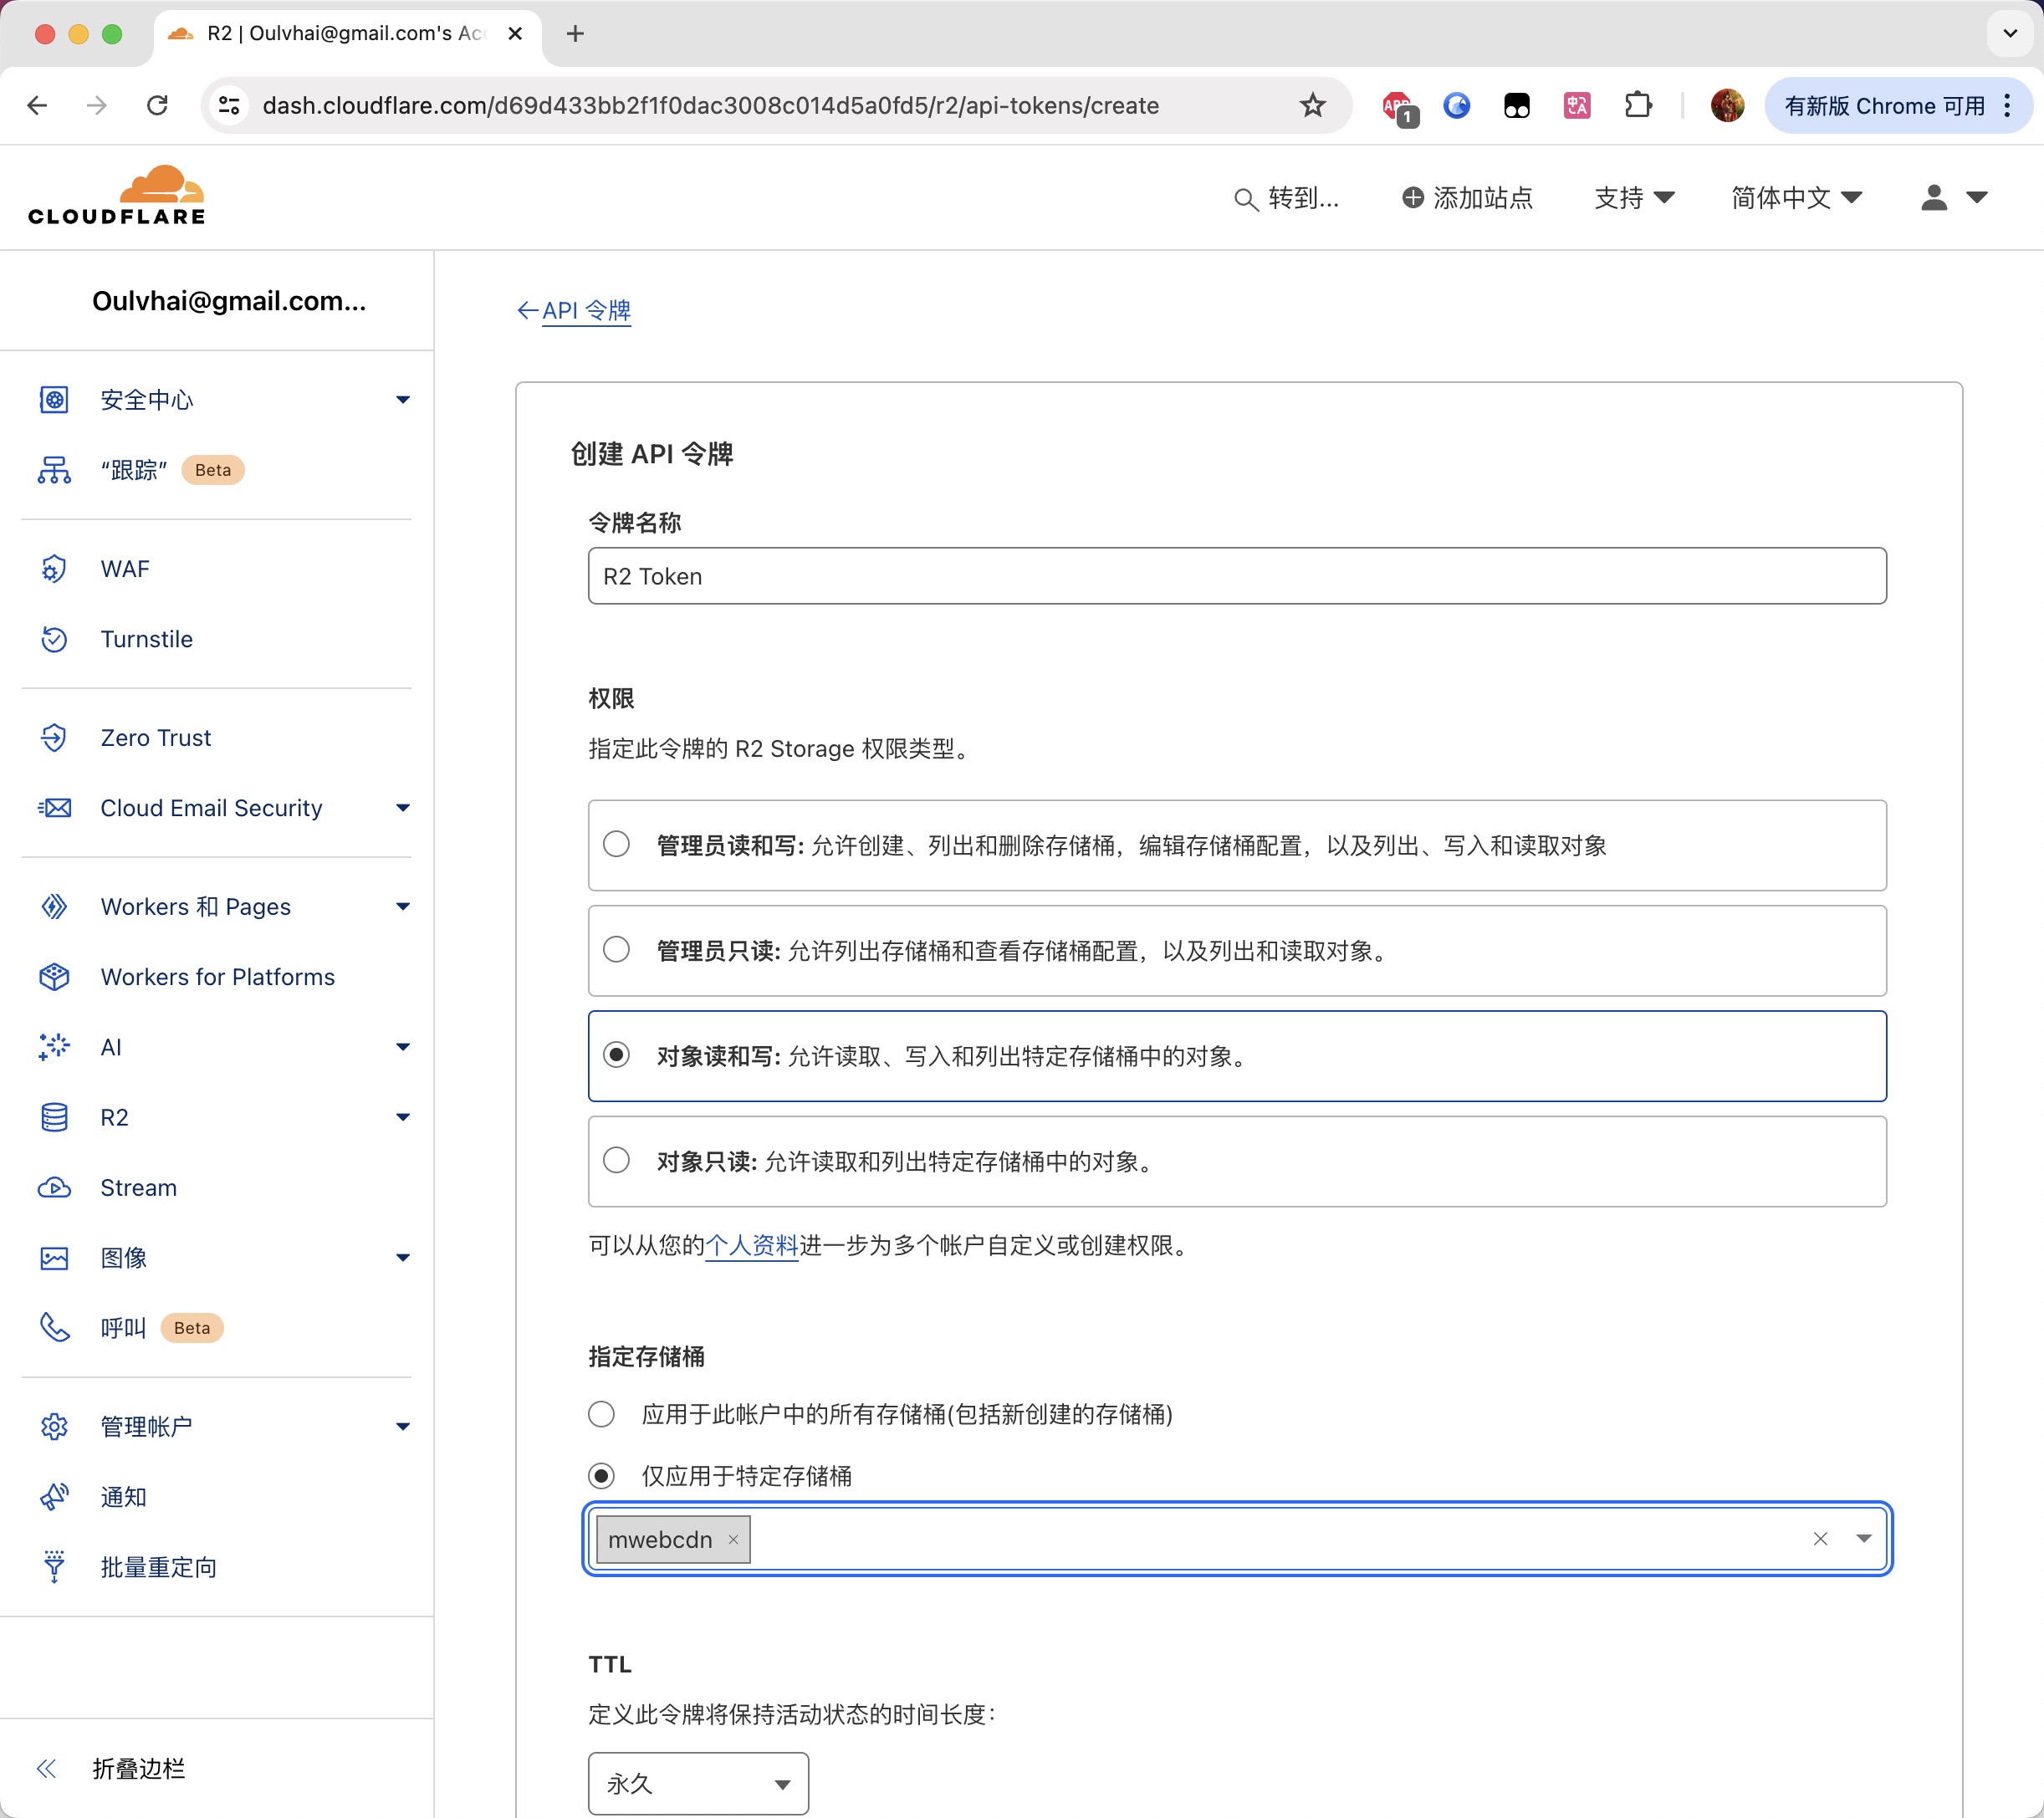 R2 | Oulvhai@gmail.com's Ac
dash.cloudflare.com/d69d433bb2f1f0dac3008c014d5a0fd5/r2/api-tokens/create
ABP
1
中A
有新版 Chrome 可用
CLOUDFLARE
转到...
添加站点
支持
简体中文
Oulvhai@gmail.com...
安全中心
“跟踪” Beta
WAF
Turnstile
Zero Trust
Cloud Email Security
Workers 和 Pages
Workers for Platforms
AI
R2
Stream
图像
呼叫 Beta
管理帐户
通知
批量重定向
折叠边栏
API 令牌
创建 API 令牌
令牌名称
R2 Token
权限
指定此令牌的 R2 Storage 权限类型。
管理员读和写: 允许创建、列出和删除存储桶，编辑存储桶配置，以及列出、写入和读取对象
管理员只读: 允许列出存储桶和查看存储桶配置，以及列出和读取对象。
对象读和写: 允许读取、写入和列出特定存储桶中的对象。
对象只读: 允许读取和列出特定存储桶中的对象。
可以从您的个人资料进一步为多个帐户自定义或创建权限。
指定存储桶
应用于此帐户中的所有存储桶(包括新创建的存储桶)
仅应用于特定存储桶
mwebcdn
TTL
定义此令牌将保持活动状态的时间长度：
永久